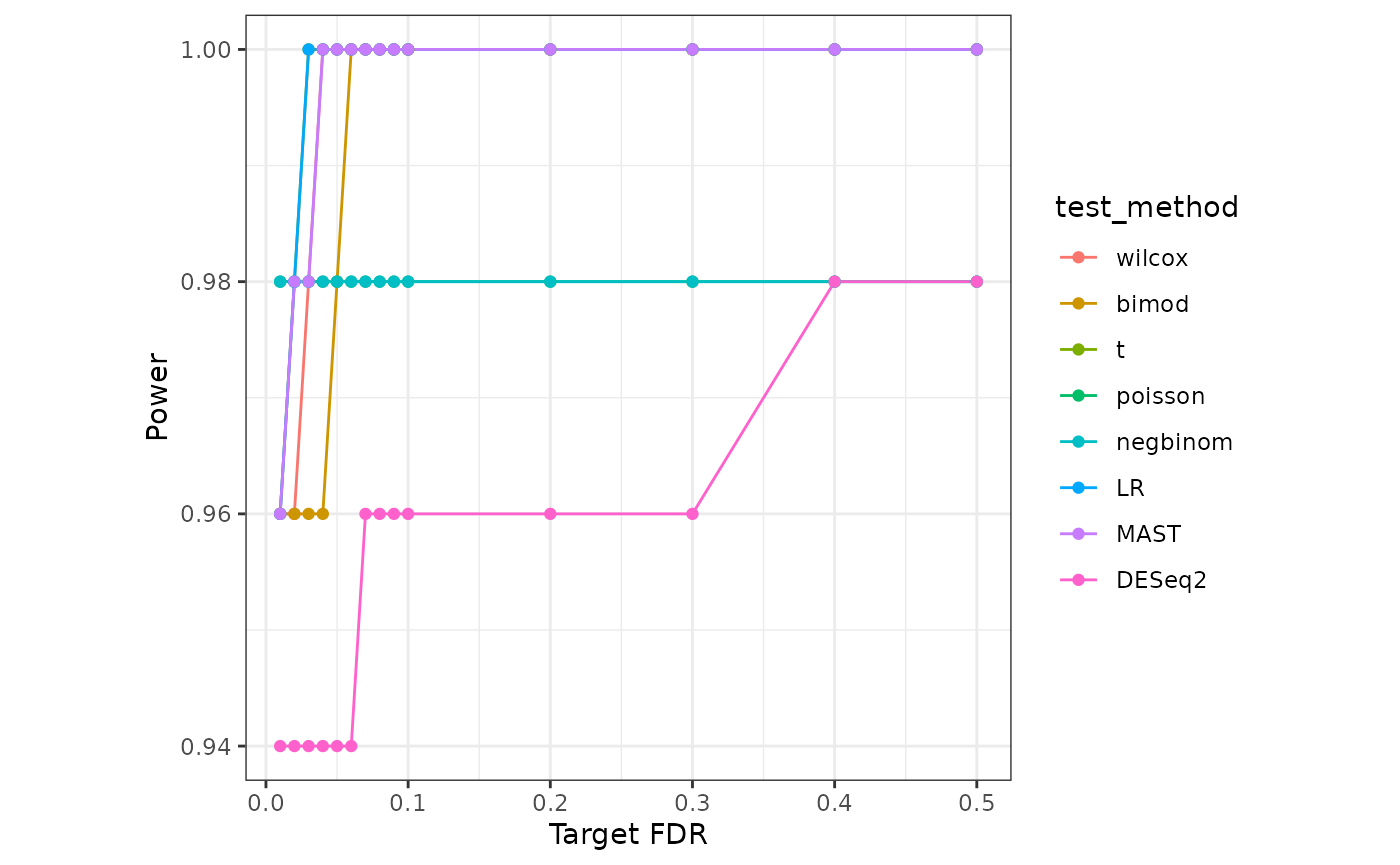 1.00
0.98
0.96
0.94
Power
0.0 0.1 0.2 0.3 0.4 0.5
Target FDR
test_method
wilcox
bimod
t
poisson
negbinom
LR
MAST
DESeq2